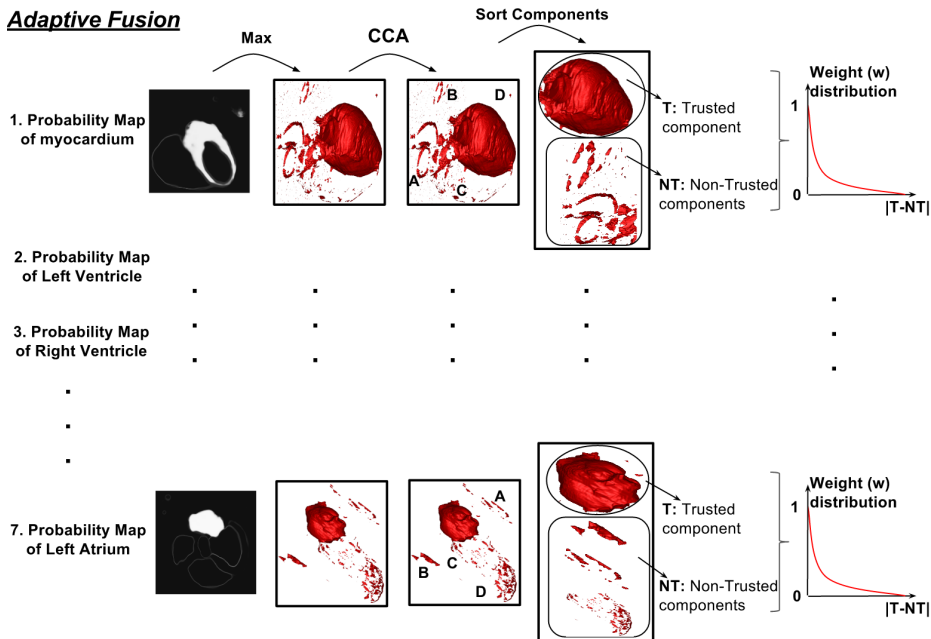 Adaptive Fusion
Max
CCA
Sort Components
1. Probability Map
of myocardium
B
D
A
C
T: Trusted
component
NT: Non-Trusted
components
Weight (w)
distribution
1
0
|T-NT|
2. Probability Map
of Left Ventricle
3. Probability Map
of Right Ventricle
7. Probability Map
of Left Atrium
A
B
C
D
T: Trusted
component
NT: Non-Trusted
components
Weight (w)
distribution
1
0
|T-NT|